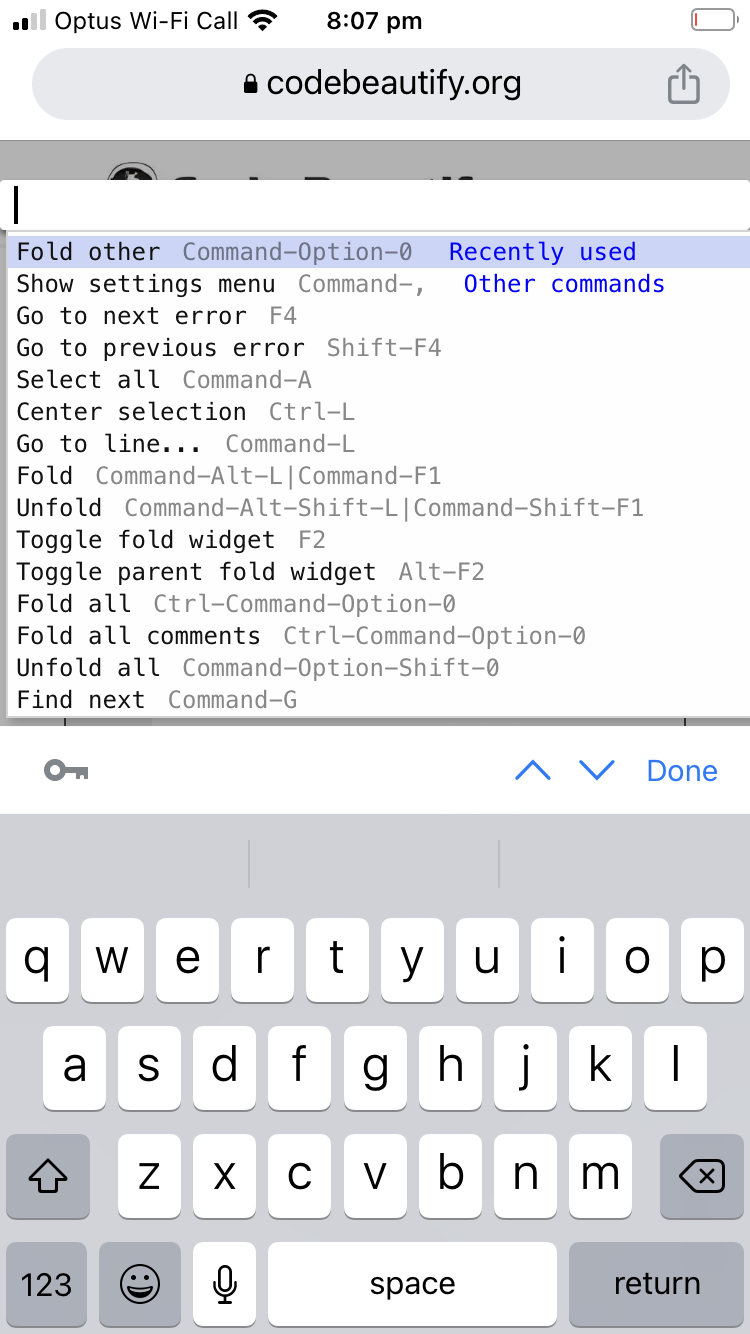 Optus Wi-Fi Call 8:07 pm
codebeautify.org
Fold other Command-Option-0 Recently used
Show settings menu Command-, Other commands
Go to next error F4
Go to previous error Shift-F4
Select all Command-A
Center selection Ctrl-L
Go to line... Command-L
Fold Command-Alt-L|Command-F1
Unfold Command-Alt-Shift-L|Command-Shift-F1
Toggle fold widget F2
Toggle parent fold widget Alt-F2
Fold all Ctrl-Command-Option-0
Fold all comments Ctrl-Command-Option-0
Unfold all Command-Option-Shift-0
Find next Command-G
Done
q w e r t y u i o p
a s d f g h j k l
z x c v b n m
123 space return